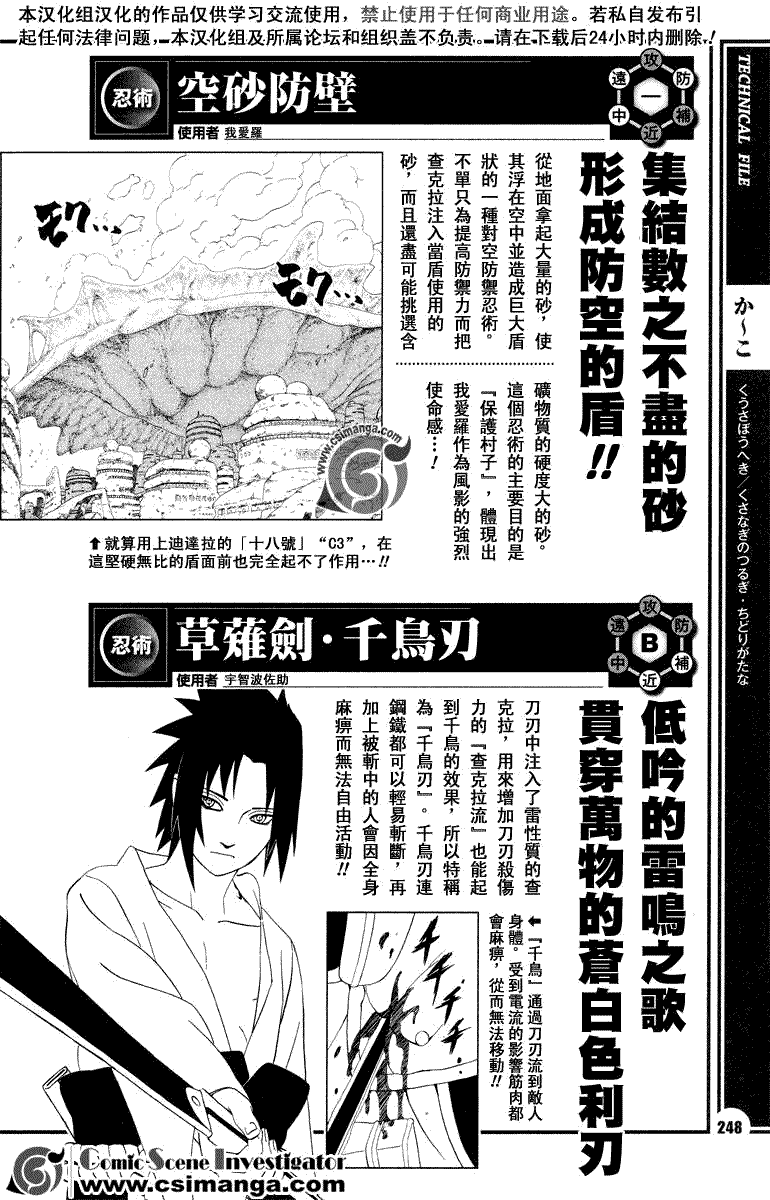 本汉化组汉化的作品仅供学习交流使用，禁止使用于任何商业用途。若私自发布引
起任何法律问题，本汉化组及所属论坛和组织盖不负责。请在下载后24小时内删除！
TECHNICAL FILE
か〜こ
くうさぼうへき／くさなぎのつるぎ・ちどりがたな
忍術
空砂防壁
使用者 我愛羅
攻
防
補
近
中
遠
一
集結數之不盡的砂
形成防空的盾!!
從地面拿起大量的砂，使
其浮在空中並造成巨大盾
狀的一種對空防禦忍術。
不單只為提高防禦力而把
查克拉注入當盾使用的
砂，而且還盡可能挑選含
礦物質的硬度大的砂。
這個忍術的主要目的是
『保護村子』，體現出
我愛羅作為風影的強烈
使命感…！
モク…
モク…
www.csimanga.com
⬆就算用上迪達拉的「十八號」“C3”，在
這堅硬無比的盾面前也完全起不了作用…!!
忍術
草薙劍·千鳥刃
使用者 宇智波佐助
攻
防
補
近
中
遠
B
低吟的雷鳴之歌
貫穿萬物的蒼白色利刃
刀刃中注入了雷性質的查
克拉，用來增加刀刃殺傷
力的『查克拉流』也能起
到千鳥的效果，所以特稱
為『千鳥刃』。千鳥刃連
鋼鐵都可以輕易斬斷，再
加上被斬中的人會因全身
麻痹而無法自由活動!!
⬅『千鳥』通過刀刃流到敵人
身體。受到電流的影響筋肉都
會麻痹，從而無法移動!!
248
Comic Scene Investigator
www.csimanga.com